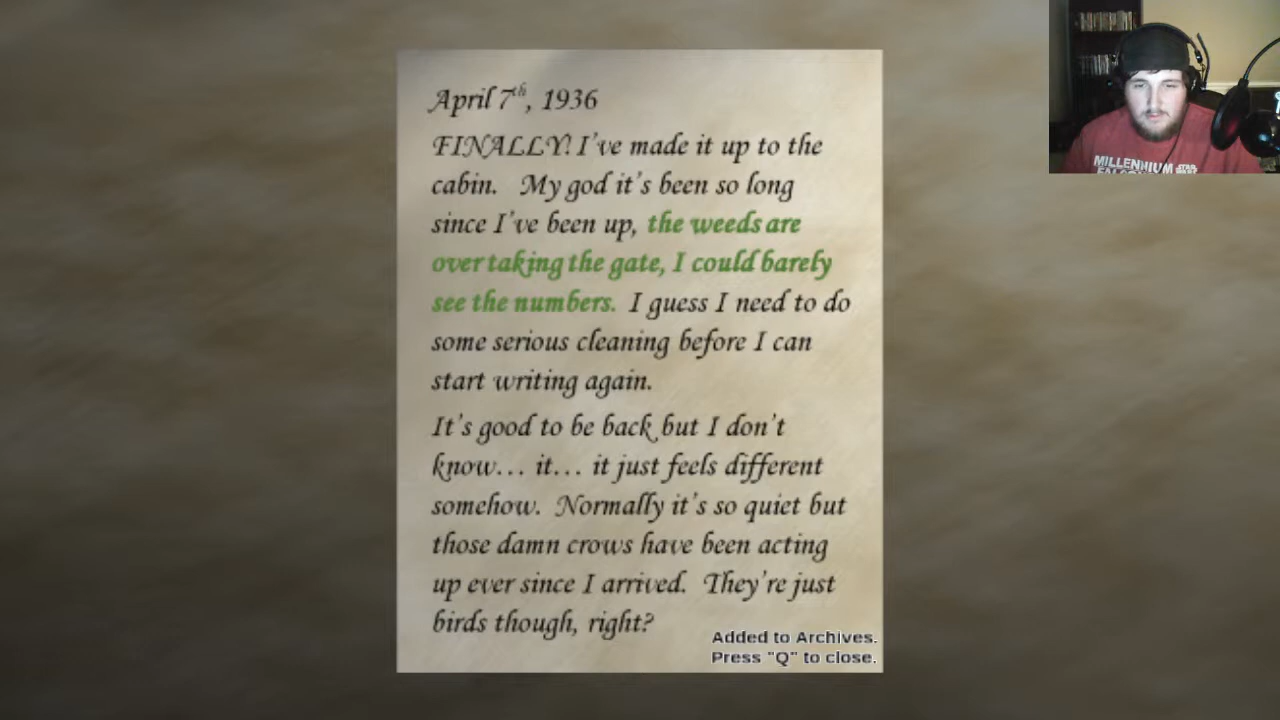 April 7th, 1936
FINALLY! I've made it up to the
cabin. My god it's been so long
since I've been up, the weeds are
overtaking the gate, I could barely
see the numbers. I guess I need to do
some serious cleaning before I can
start writing again.
It's good to be back but I don't
know... it... it just feels different
somehow. Normally it's so quiet but
those damn crows have been acting
up ever since I arrived. They're just
birds though, right?
Added to Archives.
Press "Q" to close.
MILLENNIUM STAR WARS
FALCON